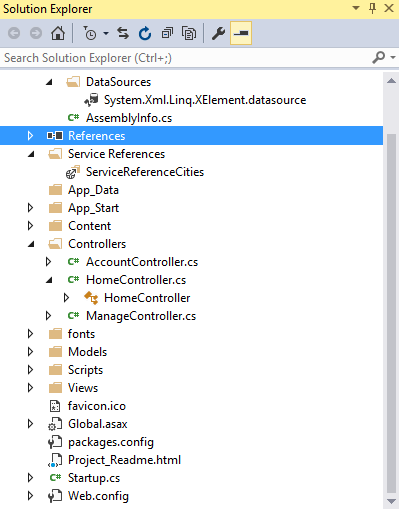 Solution Explorer
Search Solution Explorer (Ctrl+;)
DataSources
System.Xml.Linq.XElement.datasource
C# AssemblyInfo.cs
References
Service References
ServiceReferenceCities
App_Data
App_Start
Content
Controllers
C# AccountController.cs
C# HomeController.cs
HomeController
C# ManageController.cs
fonts
Models
Scripts
Views
favicon.ico
Global.asax
packages.config
Project_Readme.html
C# Startup.cs
Web.config